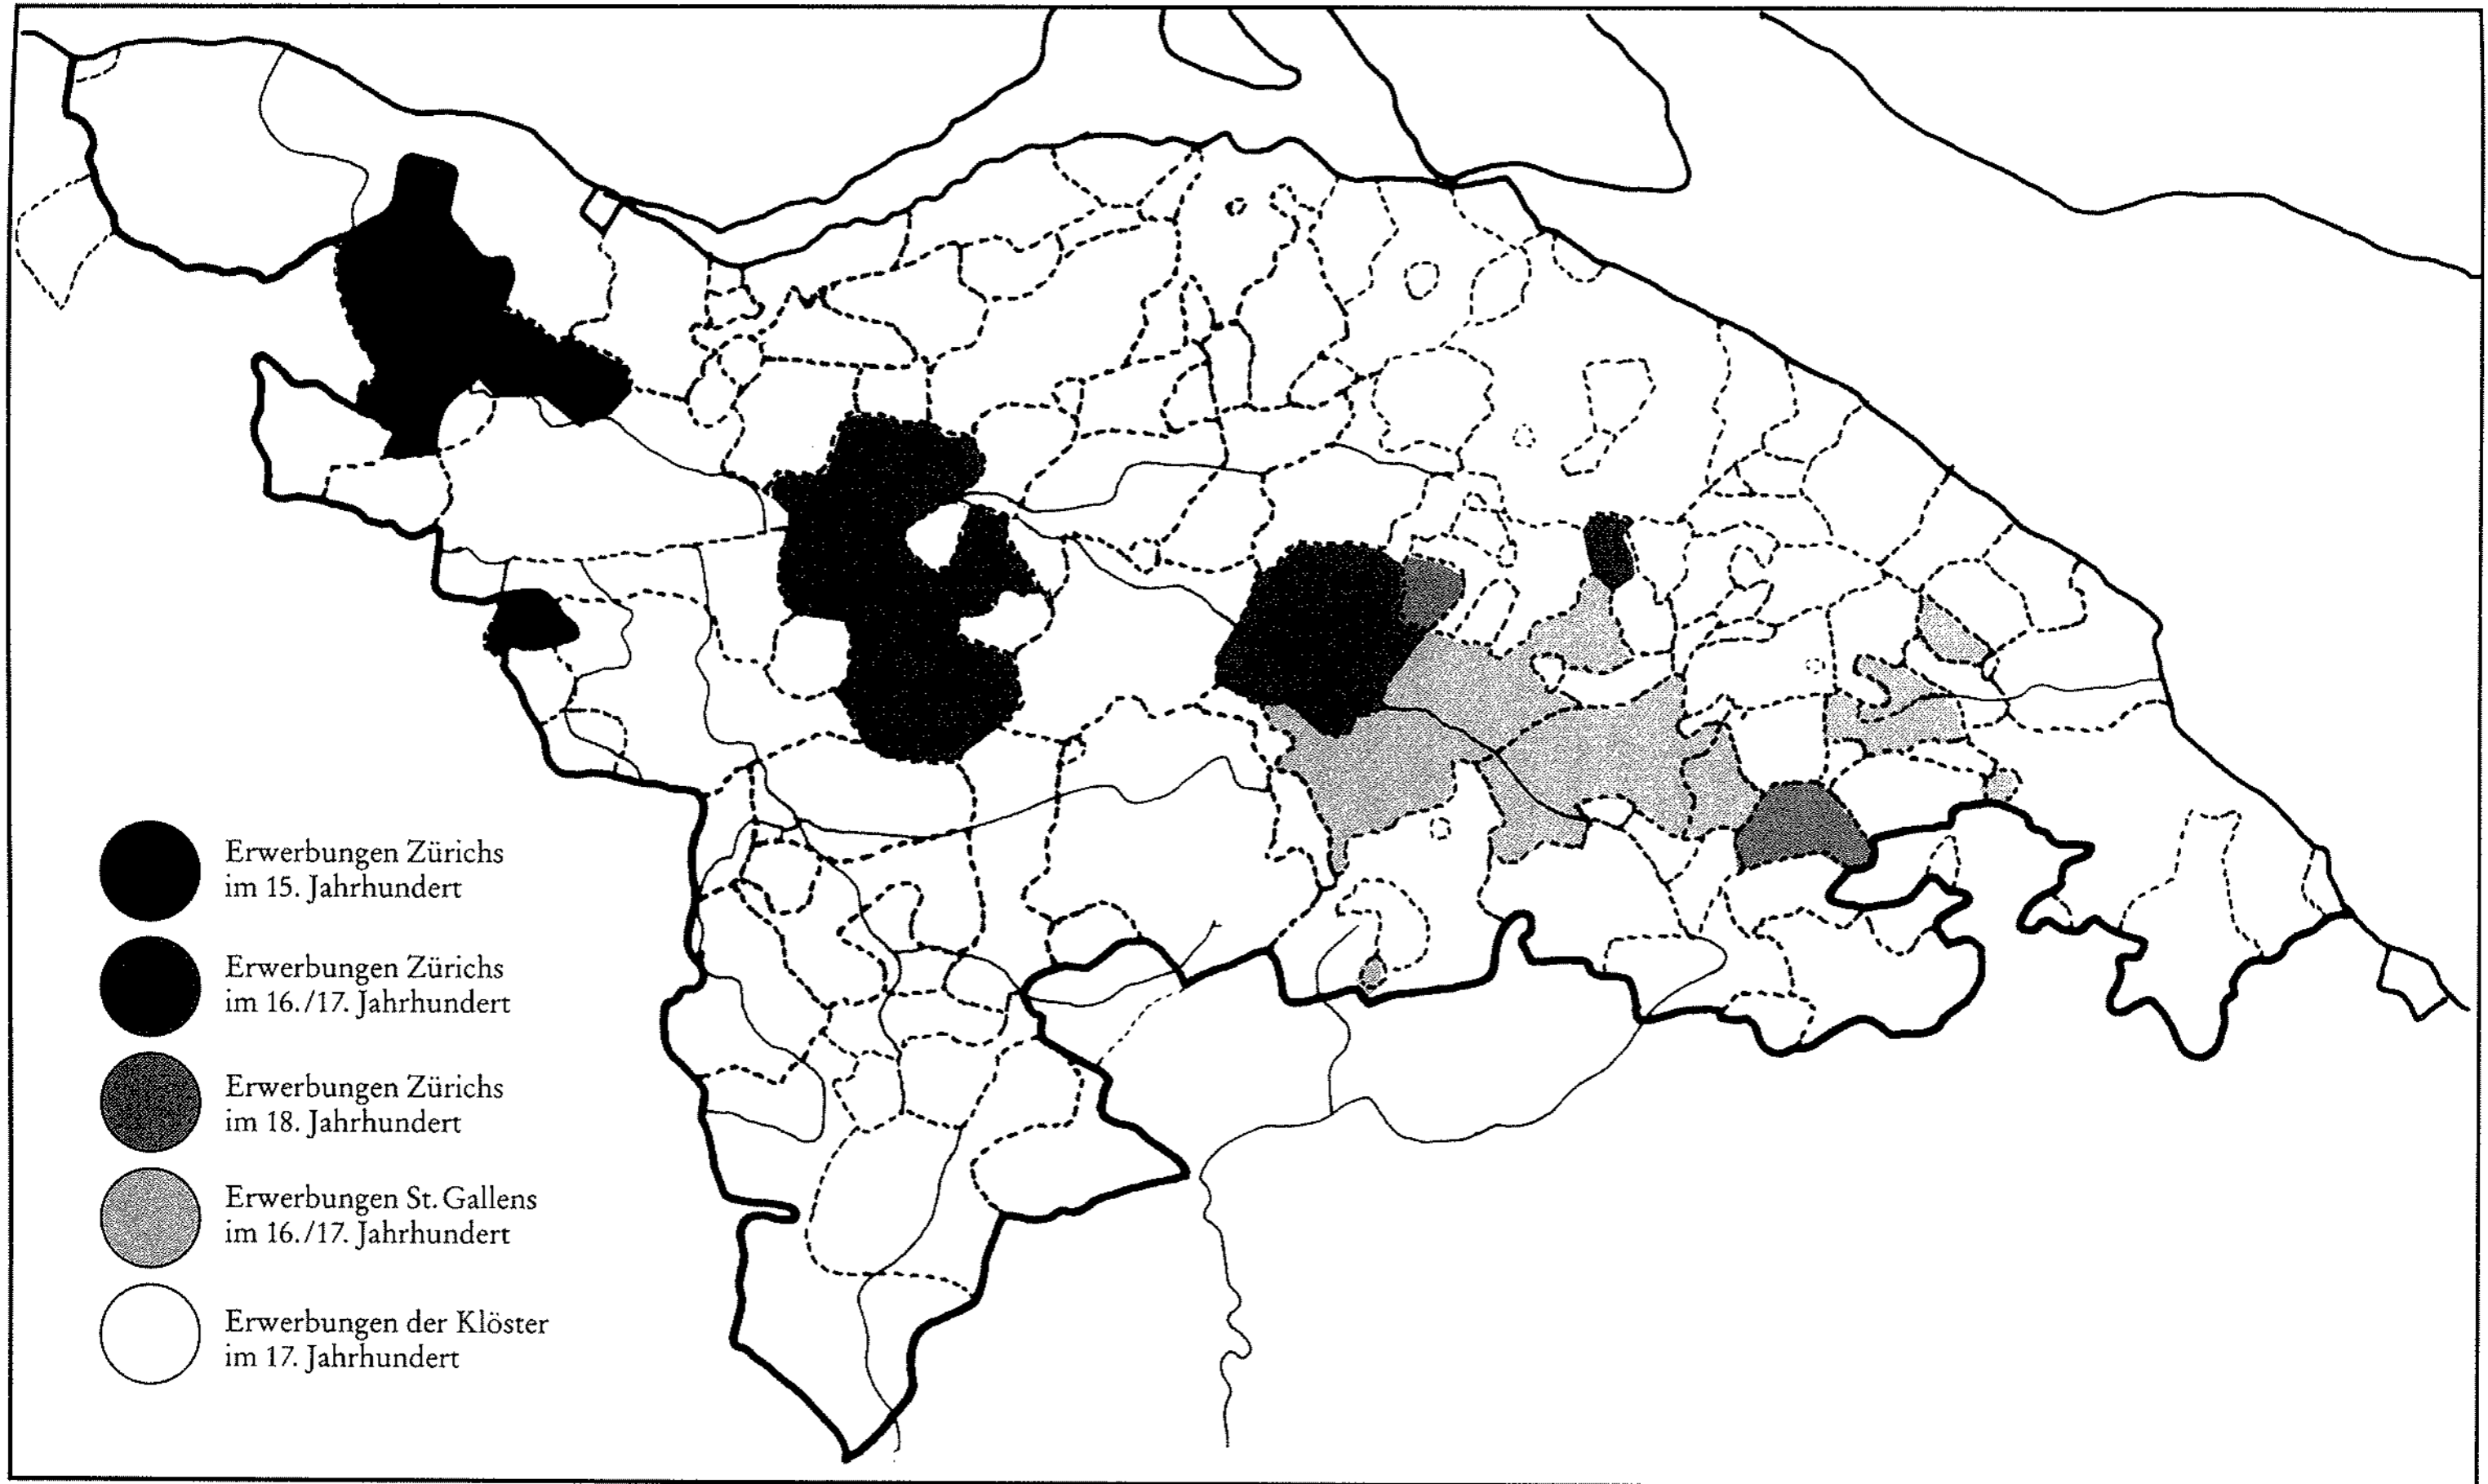 Erwerbungen Zürichs
im 15. Jahrhundert
Erwerbungen Zürichs
im 16./17. Jahrhundert
Erwerbungen Zürichs
im 18. Jahrhundert
Erwerbungen St. Gallens
im 16./17. Jahrhundert
Erwerbungen der Klöster
im 17. Jahrhundert